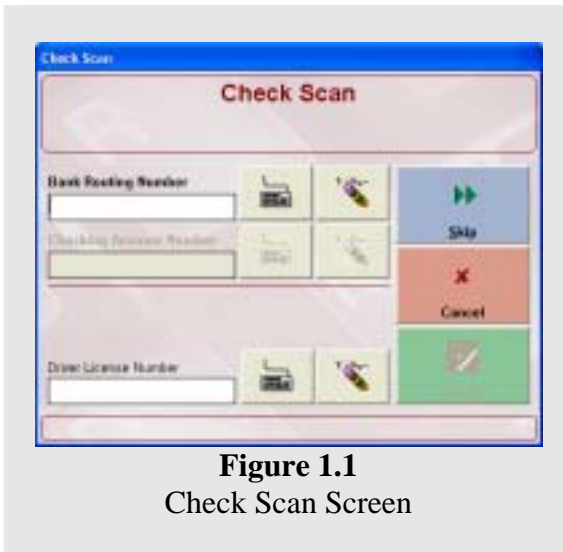 Check Scan
Check Scan
Bank Routing Number
Skip
Checking Account Number
Cancel
Driver License Number
Figure 1.1
Check Scan Screen